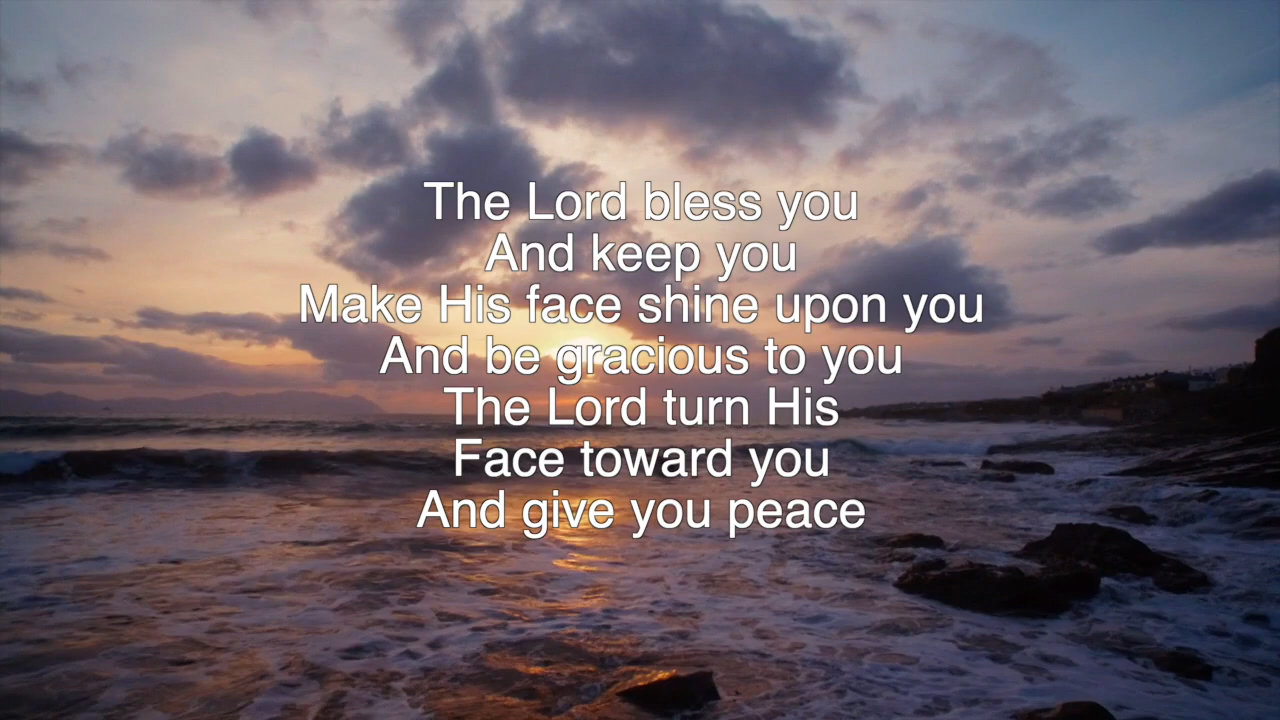 The Lord bless you
And keep you
Make His face shine upon you
And be gracious to you
The Lord turn His
Face toward you
And give you peace